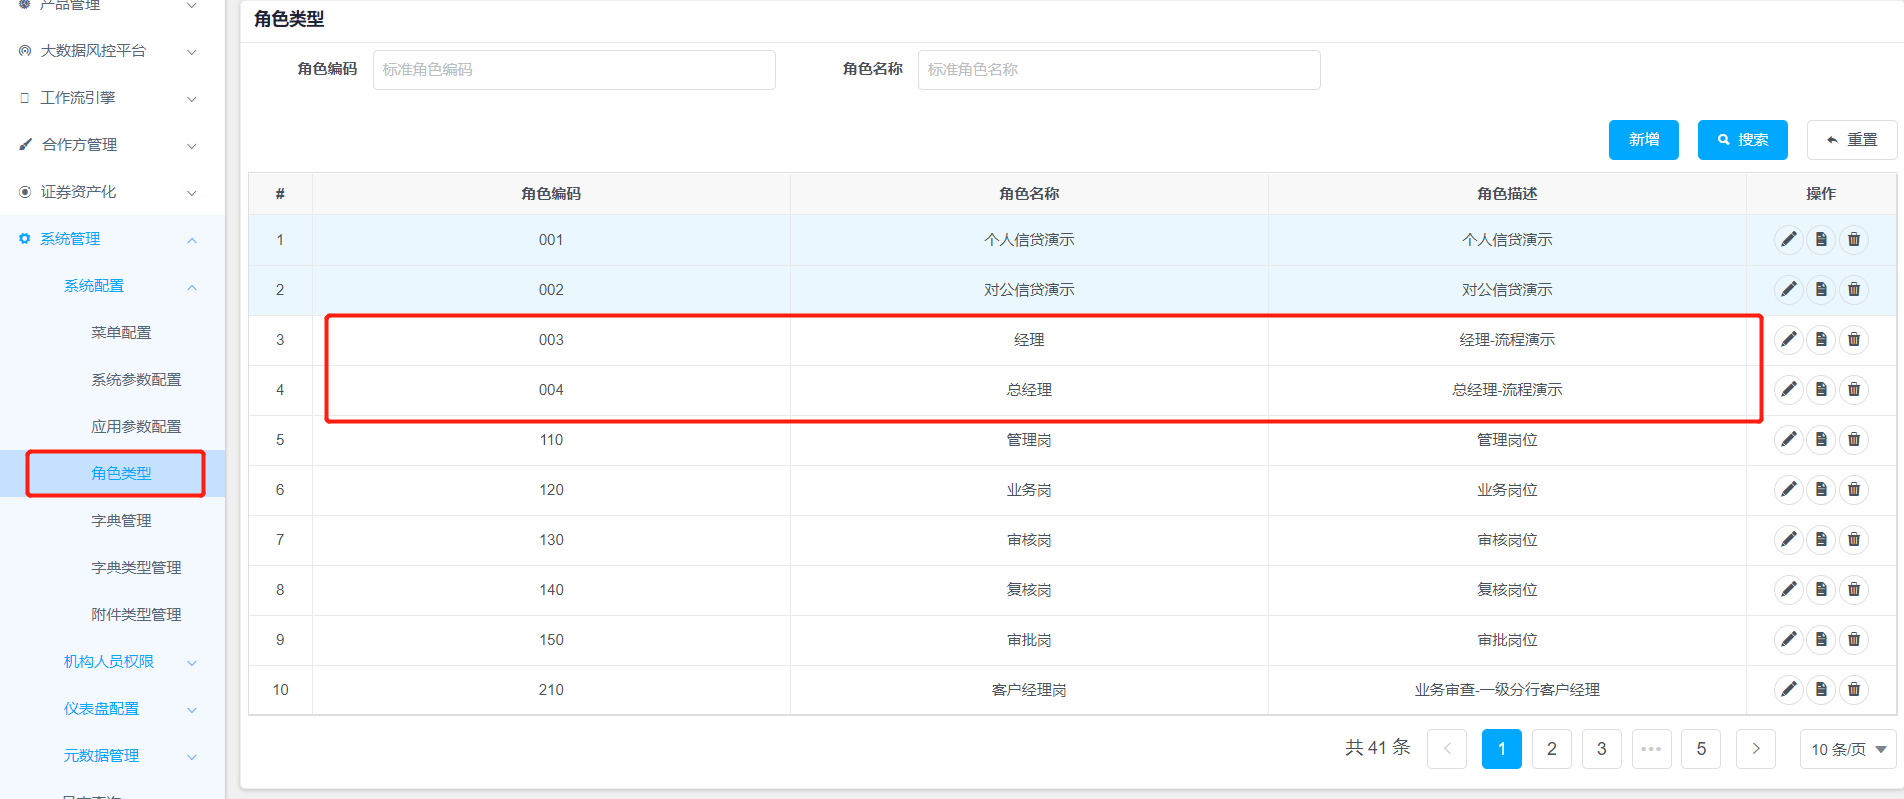 产品管理
大数据风控平台
工作流引擎
合作方管理
证券资产化
系统管理
系统配置
菜单配置
系统参数配置
应用参数配置
角色类型
字典管理
字典类型管理
附件类型管理
机构人员权限
仪表盘配置
元数据管理
角色类型
角色编码 标准角色编码 角色名称 标准角色名称
新增 搜索 重置
# 角色编码 角色名称 角色描述 操作
1 001 个人信贷演示 个人信贷演示
2 002 对公信贷演示 对公信贷演示
3 003 经理 经理-流程演示
4 004 总经理 总经理-流程演示
5 110 管理岗 管理岗位
6 120 业务岗 业务岗位
7 130 审核岗 审核岗位
8 140 复核岗 复核岗位
9 150 审批岗 审批岗位
10 210 客户经理岗 业务审查-一级分行客户经理
共 41 条 1 2 3 ••• 5 10 条/页